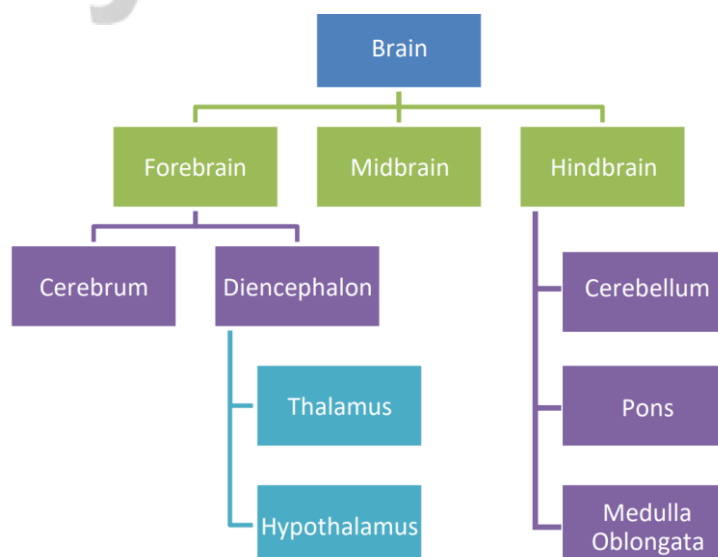 Brain
Forebrain
Midbrain
Hindbrain
Cerebrum
Diencephalon
Cerebellum
Thalamus
Pons
Hypothalamus
Medulla
Oblongata